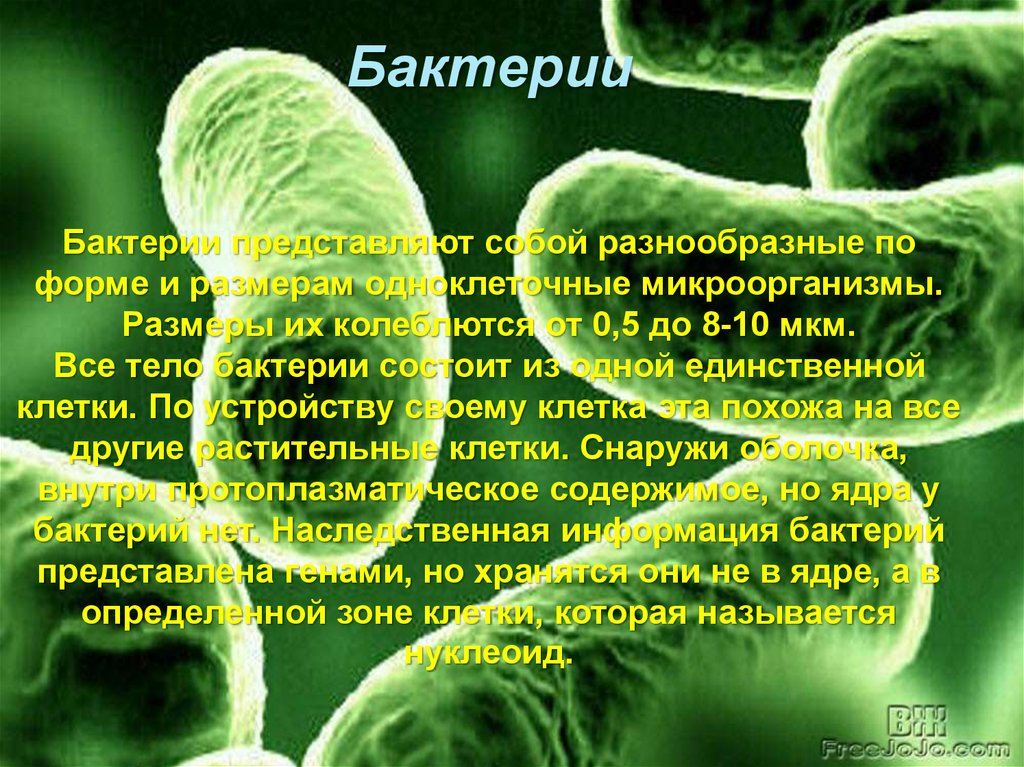 Бактерии
Бактерии представляют собой разнообразные по
форме и размерам одноклеточные микроорганизмы.
Размеры их колеблются от 0,5 до 8-10 мкм.
Все тело бактерии состоит из одной единственной
клетки. По устройству своему клетка эта похожа на все
другие растительные клетки. Снаружи оболочка,
внутри протоплазматическое содержимое, но ядра у
бактерий нет. Наследственная информация бактерий
представлена генами, но хранятся они не в ядре, а в
определенной зоне клетки, которая называется
нуклеоид.
ВЖ
FreeJoJo.com